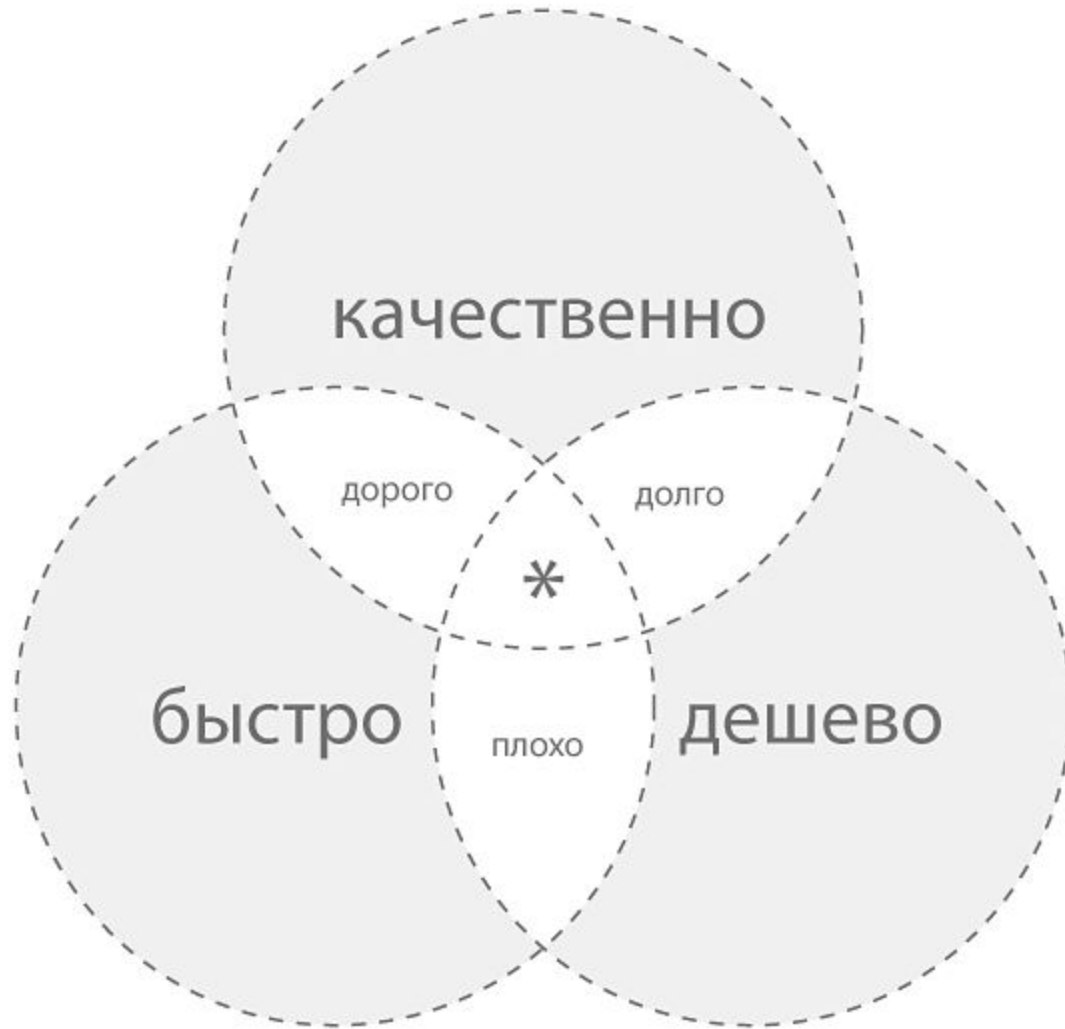 качественно
дорого
долго
*
быстро
дешево
плохо